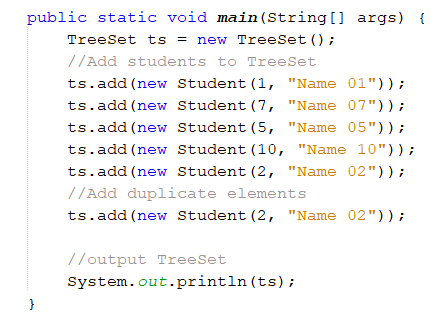 public static void main(String[] args) {
TreeSet ts = new TreeSet();
//Add students to TreeSet
ts.add(new Student(1, "Name 01"));
ts.add(new Student(7, "Name 07"));
ts.add(new Student(5, "Name 05"));
ts.add(new Student(10, "Name 10"));
ts.add(new Student(2, "Name 02"));
//Add duplicate elements
ts.add(new Student(2, "Name 02"));
//output TreeSet
System.out.println(ts);
}